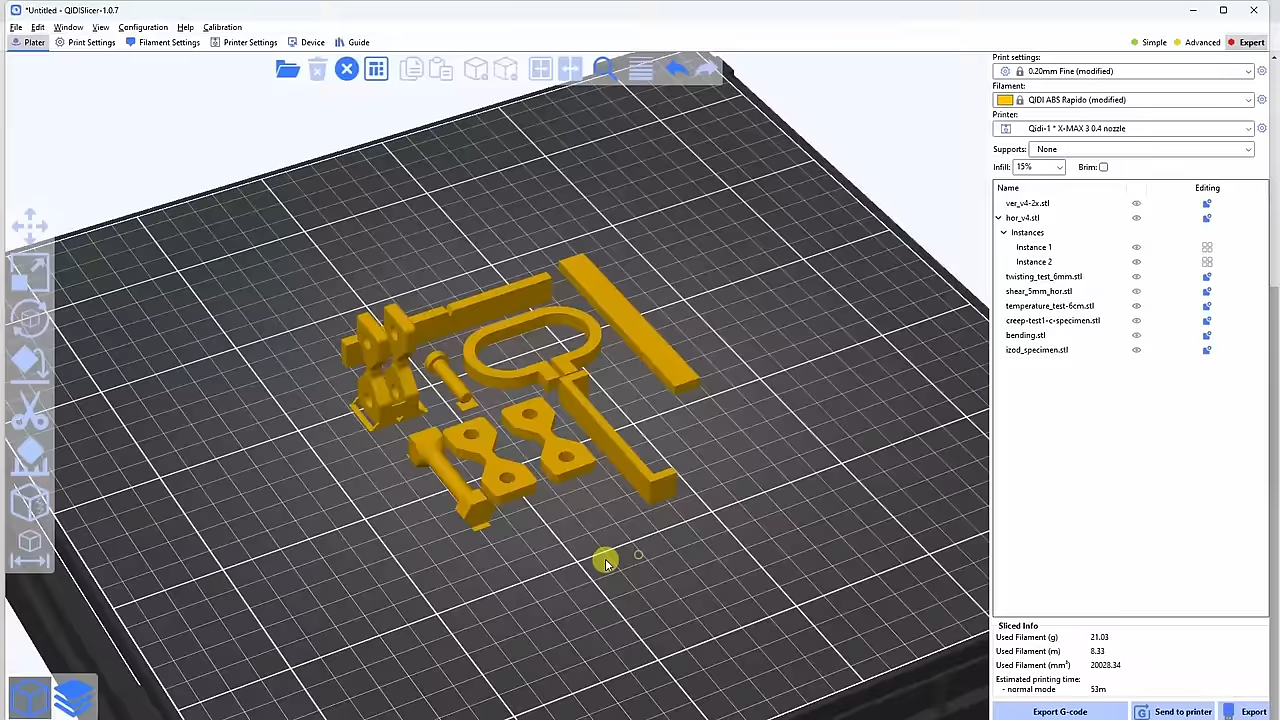 *Untitled - QIDISlicer-1.0.7
File Edit Window View Configuration Help Calibration
Plater Print Settings Filament Settings Printer Settings Device Guide Simple Advanced Expert
Print settings:
0.20mm Fine (modified)
Filament:
QIDI ABS Rapido (modified)
Printer:
Qidi-1 * X-MAX 3 0.4 nozzle
Supports: None
Infill: 15% Brim:
Name Editing
ver_v4-2x.stl
hor_v4.stl
Instances
Instance 1
Instance 2
twisting_test_6mm.stl
shear_5mm_hor.stl
temperature_test-6cm.stl
creep-test1-c-specimen.stl
bending.stl
izod_specimen.stl
Sliced Info
Used Filament (g) 21.03
Used Filament (m) 8.33
Used Filament (mm³) 20028.34
Estimated printing time:
- normal mode 53m
Export G-code Send to printer Export